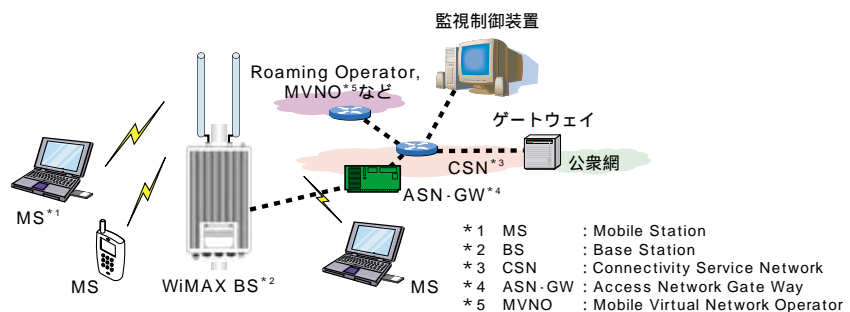 監視制御装置
Roaming Operator,
MVNO*5など
ゲートウェイ
公衆網
CSN*3
ASN-GW*4
MS*1
MS
WiMAX BS*2
MS
*1 MS : Mobile Station
*2 BS : Base Station
*3 CSN : Connectivity Service Network
*4 ASN-GW : Access Network Gate Way
*5 MVNO : Mobile Virtual Network Operator